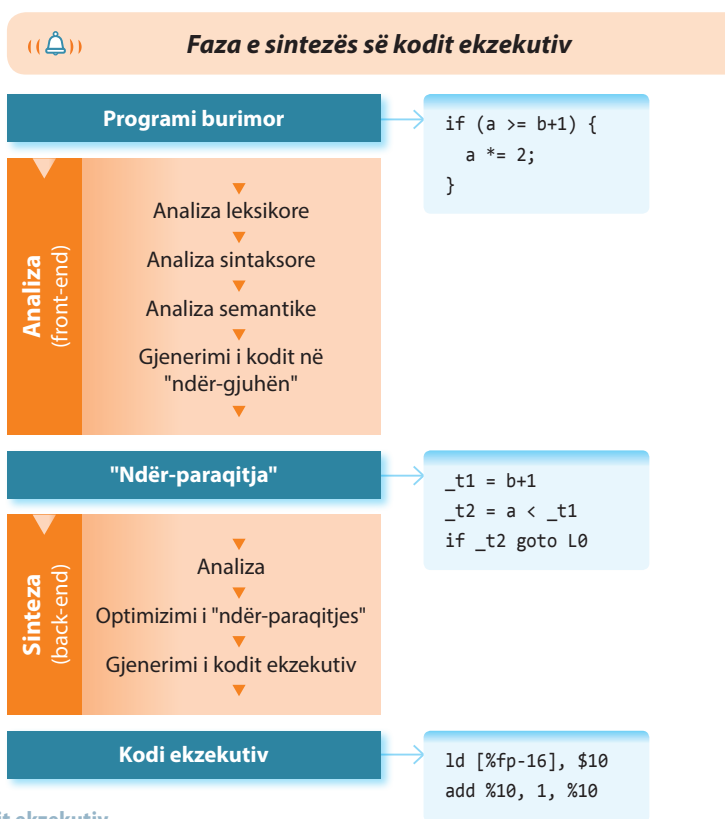 Faza e sintezës së kodit ekzekutiv
Programi burimor
if (a >= b+1) {
a *= 2;
}
Analiza
(front-end)
Analiza leksikore
Analiza sintaksore
Analiza semantike
Gjenerimi i kodit në
"ndër-gjuhën"
"Ndër-paraqitja"
_t1 = b+1
_t2 = a < _t1
if _t2 goto L0
Sinteza
(back-end)
Analiza
Optimizimi i "ndër-paraqitjes"
Gjenerimi i kodit ekzekutiv
Kodi ekzekutiv
ld [%fp-16], $10
add %10, 1, %10
ekzekutiv